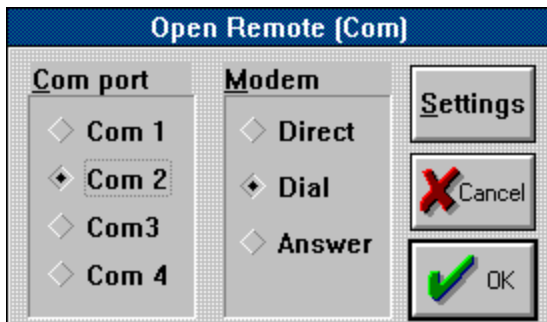 Open Remote (Com)
Com port
Com 1
Com 2
Com3
Com 4
Modem
Direct
Dial
Answer
Settings
Cancel
OK